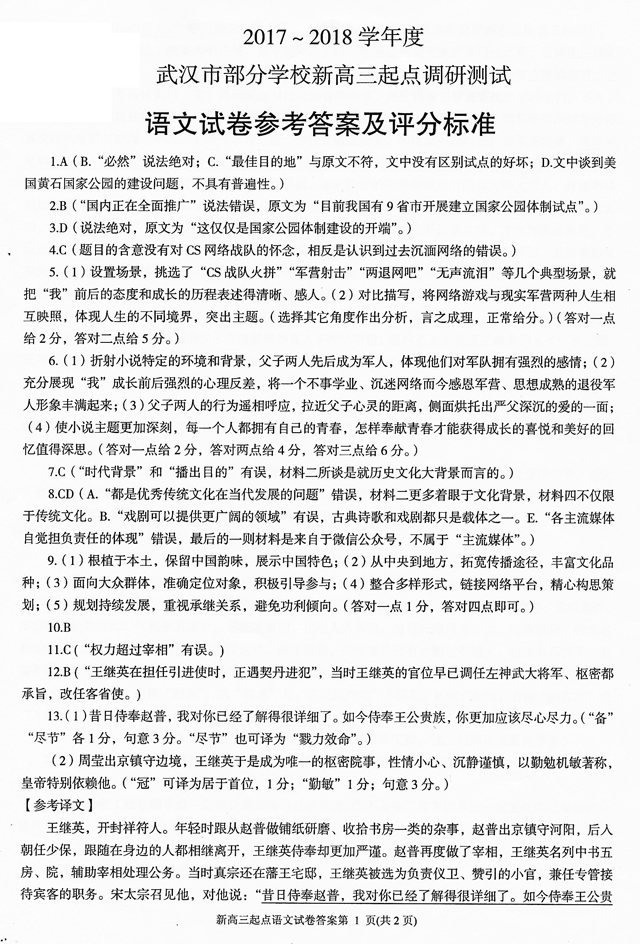 2017～2018 学年度
武汉市部分学校新高三起点调研测试
语文试卷参考答案及评分标准
1.A（B.“必然”说法绝对；C.“最佳目的地”与原文不符，文中没有区别试点的好坏；D.文中谈到美
国黄石国家公园的建设问题，不具有普遍性。）
2.B（“国内正在全面推广”说法错误，原文为“目前我国有 9 省市开展建立国家公园体制试点”。）
3.D（说法绝对，原文为“这仅仅是国家公园体制建设的开端”。）
4.C（题目的含意没有对 CS 网络战队的怀念，相反是认识到过去沉湎网络的错误。）
5.（1）设置场景，挑选了“CS 战队火拼”“军营射击”“两退网吧”“无声流泪”等几个典型场景，就
把“我”前后的态度和成长的历程表述得清晰、感人。（2）对比描写，将网络游戏与现实军营两种人生相
互映照，体现人生的不同境界，突出主题。（选择其它角度作出分析，言之成理，正常给分。）（答对一点
给 2 分，答对二点给 5 分。）
6.（1）折射小说特定的环境和背景，父子两人先后成为军人，体现他们对军队拥有强烈的感情；（2）
充分展现“我”成长前后强烈的心理反差，将一个不事学业、沉迷网络而今感恩军营、思想成熟的退役军
人形象丰满起来；（3）父子两人的行为遥相呼应，拉近父子心灵的距离，侧面烘托出严父深沉的爱的一面；
（4）使小说主题更加深刻，每一个人都拥有自己的青春，怎样奉献青春才能获得成长的喜悦和美好的回
忆值得深思。（答对一点给 2 分，答对两点给 4 分，答对三点给 6 分。）
7.C（“时代背景”和“播出目的”有误，材料二所谈是就历史文化大背景而言的。）
8.CD（A.“都是优秀传统文化在当代发展的问题”错误，材料二更多着眼于文化背景，材料四不仅限
于传统文化。B.“戏剧可以提供更广阔的领域”有误，古典诗歌和戏剧都只是载体之一。E.“各主流媒体
自觉担负责任的体现”错误，最后的一则材料是来自于微信公众号，不属于“主流媒体”。）
9.（1）根植于本土，保留中国韵味，展示中国特色；（2）从中央到地方，拓宽传播途径，丰富文化品
种；（3）面向大众群体，准确定位对象，积极引导参与；（4）整合多样形式，链接网络平台，精心构思策
划；（5）规划持续发展，重视承继关系，避免功利倾向。（答对一点 1 分，答对四点即可。）
10.B
11.C（“权力超过宰相”有误。）
12.B（“王继英在担任引进使时，正遇契丹进犯”，当时王继英的官位早已调任左神武大将军、枢密都
承旨，改任客省使。）
13.（1）昔日侍奉赵普，我对你已经了解得很详细了。如今侍奉王公贵族，你更加应该尽心尽力。（“备”
“尽节”各 1 分，句意 3 分。“尽节”也可译为“戮力效命”。）
（2）周莹出京镇守边境，王继英于是成为唯一的枢密院事，性情小心、沉静谨慎，以勤勉机敏著称，
皇帝特别依赖他。（“冠”可译为居于首位，1 分；“勤敏”1 分；句意 3 分。）
【参考译文】
王继英，开封祥符人。年轻时跟从赵普做铺纸研磨、收拾书房一类的杂事，赵普出京镇守河阳，后入
朝任少保，跟随在身边的人都相继离开，王继英侍奉却更加严谨。赵普再度做了宰相，王继英名列中书五
房、院，辅助宰相处理公务。当时真宗还在藩王宅邸，王继英被选为负责仪卫、赞引的小官，兼任专管接
待宾客的职务。宋太宗召见他，对他说：“昔日侍奉赵普，我对你已经了解得很详细了。如今侍奉王公贵
新高三起点语文试卷答案第 1 页(共 2 页)